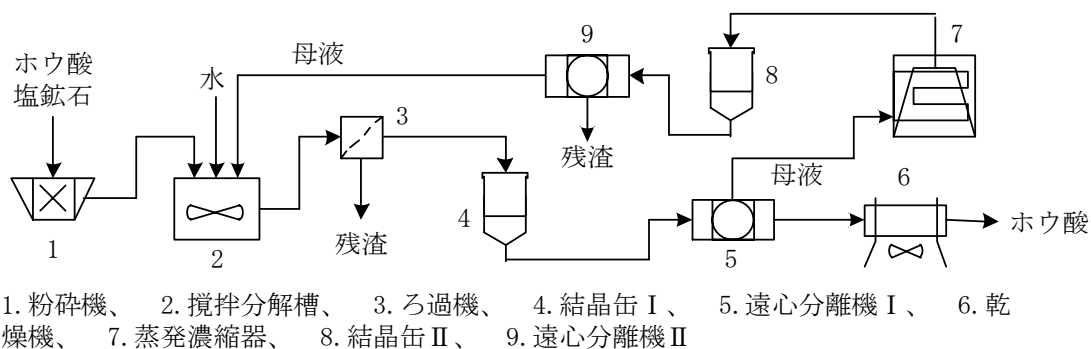 9
7
母液
ホウ酸
塩鉱石
水
8
3
残渣
母液
6
4
残渣
ホウ酸
1
2
5
1.粉砕機、 2.撹拌分解槽、 3.ろ過機、 4.結晶缶Ⅰ、 5.遠心分離機Ⅰ、 6.乾
燥機、 7.蒸発濃縮器、 8.結晶缶Ⅱ、 9.遠心分離機Ⅱ